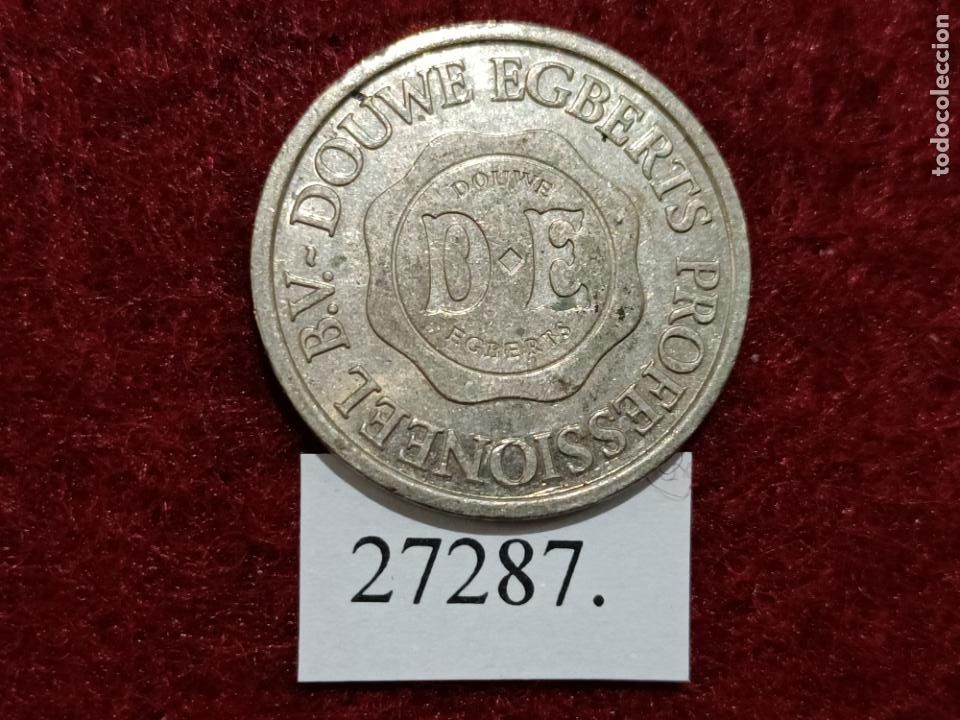 DOUWE EGBERTS PROFESSIONEEL B.V.~
DOUWE
D◇E
EGBERTS
27287.
todocoleccion